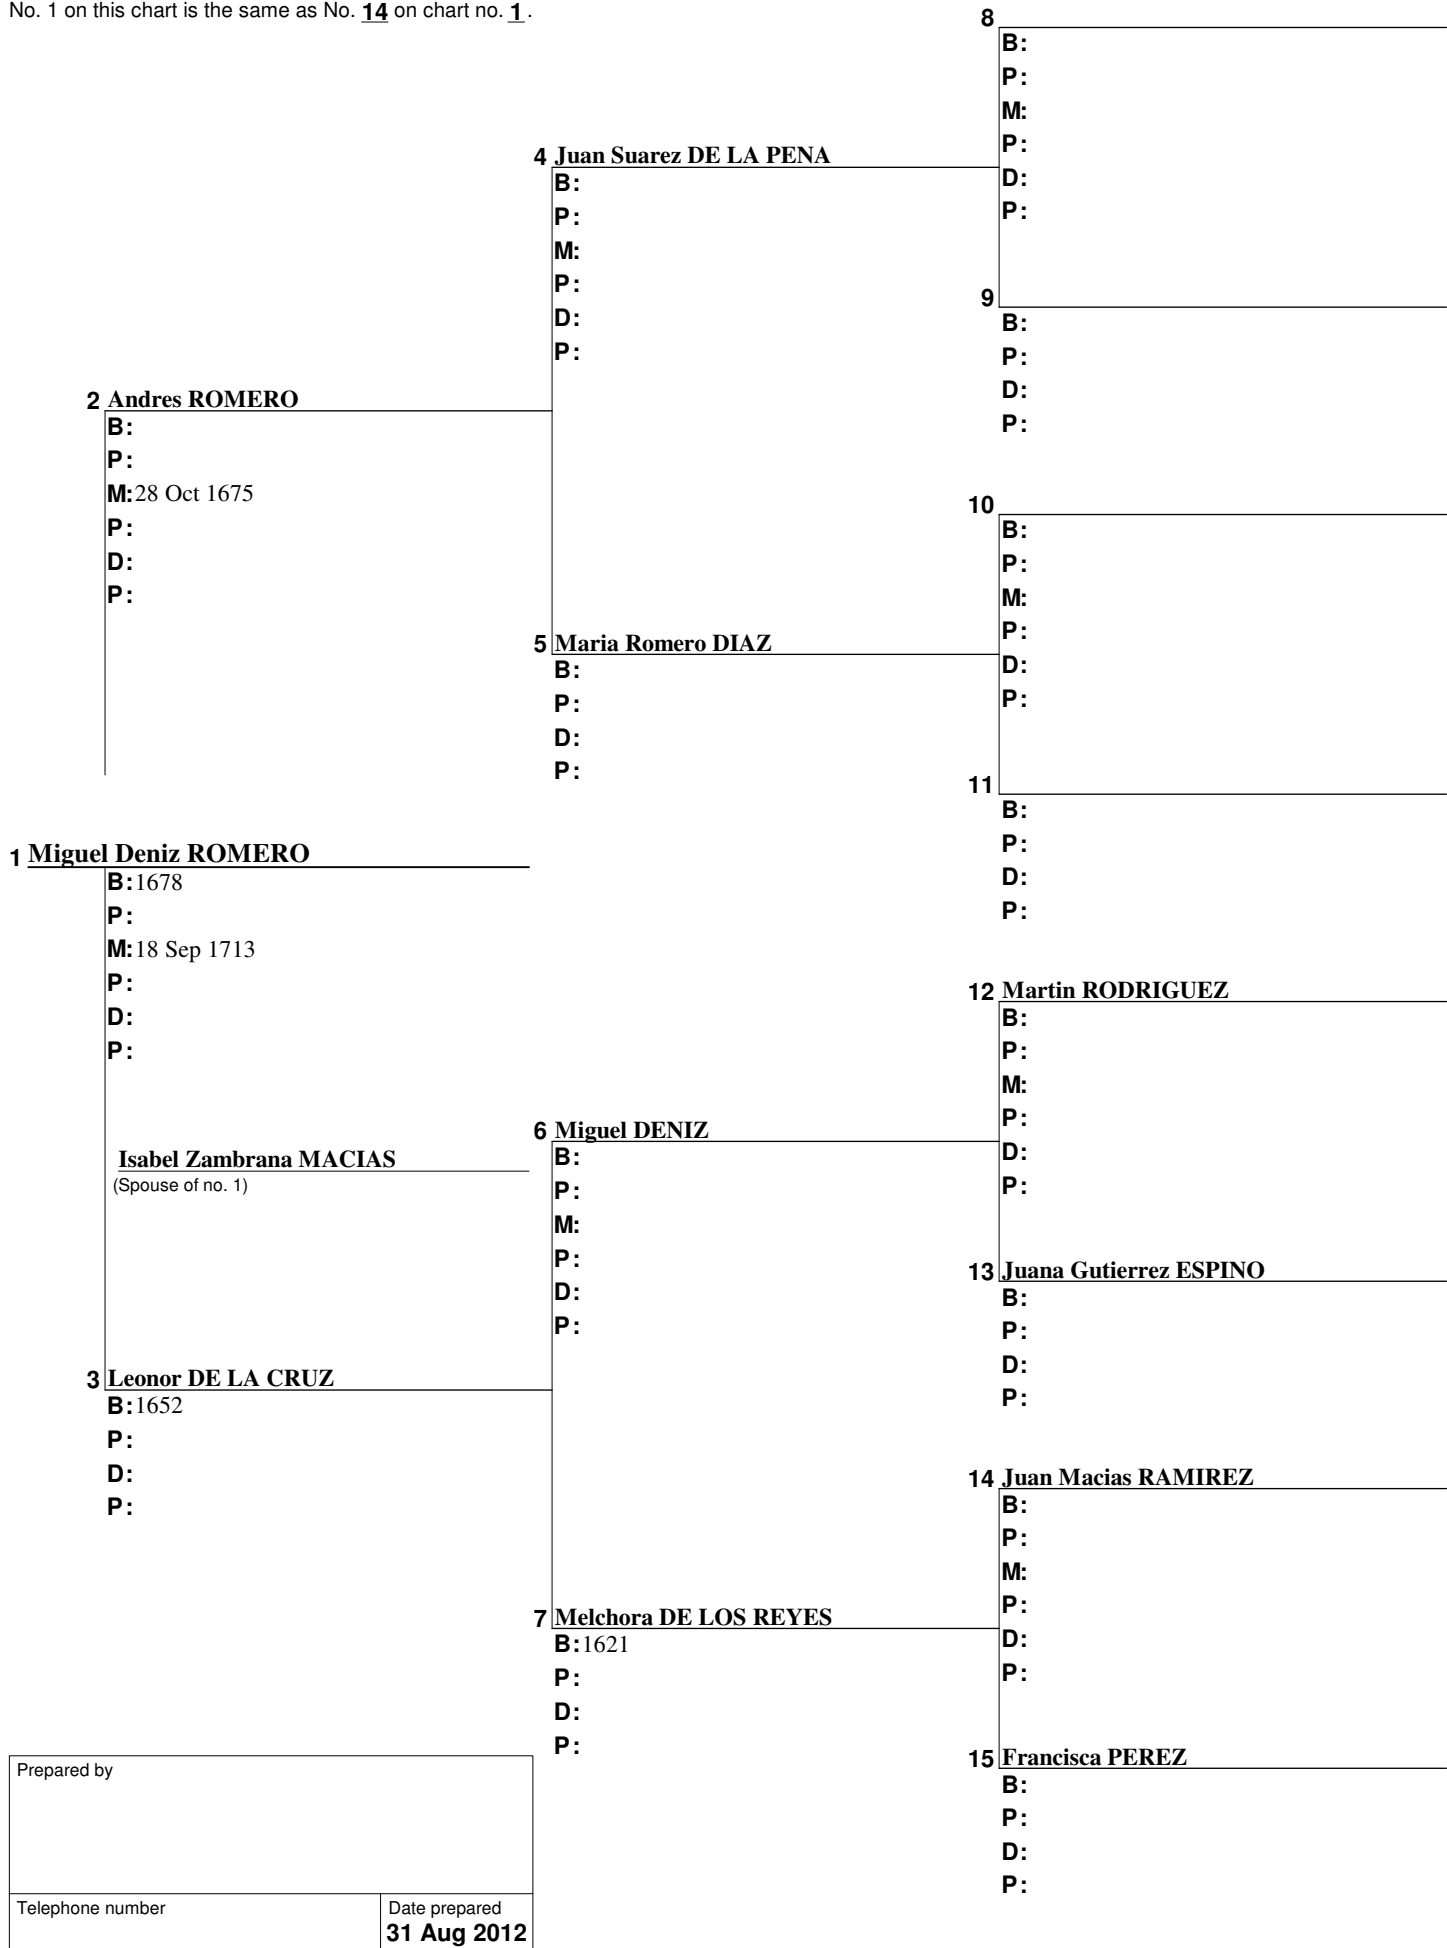 No. 1 on this chart is the same as No. 14 on chart no. 1.
8
B:
P:
M:
P:
D:
P:
4 Juan Suarez DE LA PENA
B:
P:
M:
P:
D:
P:
9
B:
P:
D:
P:
2 Andres ROMERO
B:
P:
M:28 Oct 1675
P:
D:
P:
10
B:
P:
M:
P:
D:
P:
5 Maria Romero DIAZ
B:
P:
D:
P:
11
B:
P:
D:
P:
1 Miguel Deniz ROMERO
B:1678
P:
M:18 Sep 1713
P:
D:
P:
Isabel Zambrana MACIAS
(Spouse of no. 1)
12 Martin RODRIGUEZ
B:
P:
M:
P:
D:
P:
6 Miguel DENIZ
B:
P:
M:
P:
D:
P:
13 Juana Gutierrez ESPINO
B:
P:
D:
P:
3 Leonor DE LA CRUZ
B:1652
P:
D:
P:
14 Juan Macias RAMIREZ
B:
P:
M:
P:
D:
P:
7 Melchora DE LOS REYES
B:1621
P:
D:
P:
15 Francisca PEREZ
B:
P:
D:
P:
Prepared by
Telephone number
Date prepared
31 Aug 2012